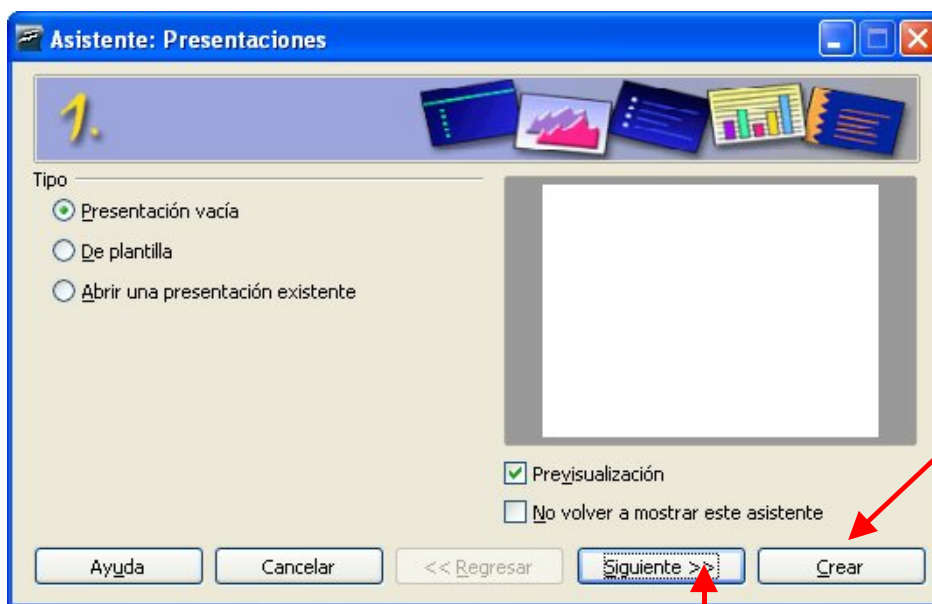 Asistente: Presentaciones
1.
Tipo
Presentación vacía
De plantilla
Abrir una presentación existente
Previsualización
No volver a mostrar este asistente
Ayuda
Cancelar
<< Regresar
Siguiente >>
Crear